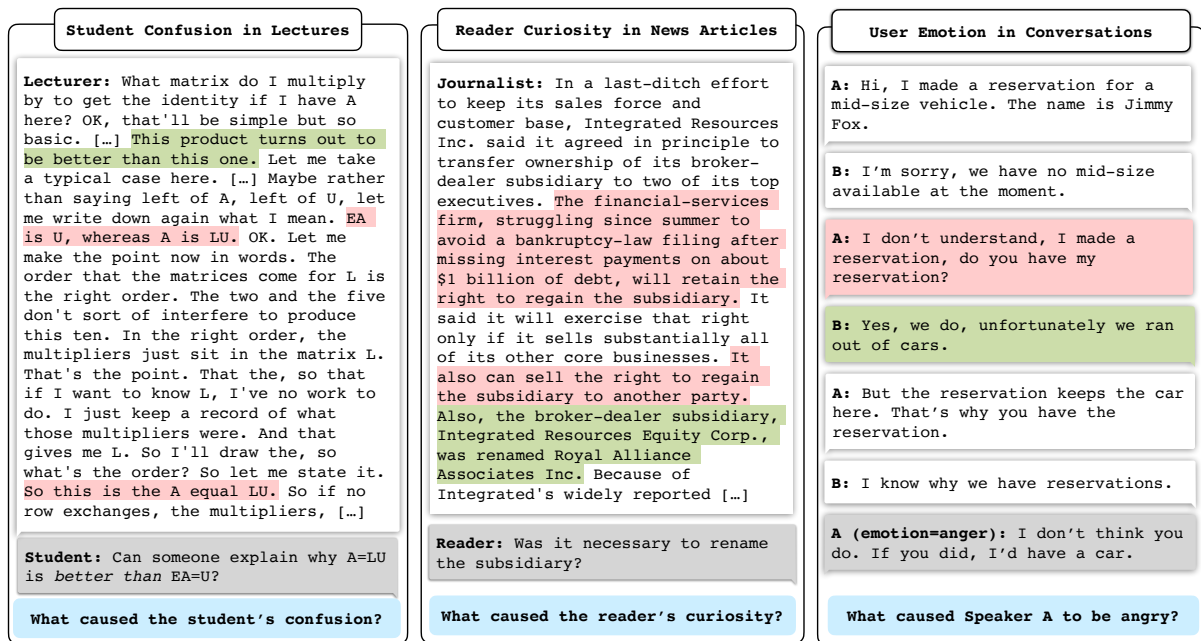 Student Confusion in Lectures
Lecturer: What matrix do I multiply
by to get the identity if I have A
here? OK, that'll be simple but so
basic. […] This product turns out to
be better than this one. Let me take
a typical case here. […] Maybe rather
than saying left of A, left of U, let
me write down again what I mean. EA
is U, whereas A is LU. OK. Let me
make the point now in words. The
order that the matrices come for L is
the right order. The two and the five
don't sort of interfere to produce
this ten. In the right order, the
multipliers just sit in the matrix L.
That's the point. That the, so that
if I want to know L, I've no work to
do. I just keep a record of what
those multipliers were. And that
gives me L. So I'll draw the, so
what's the order? So let me state it.
So this is the A equal LU. So if no
row exchanges, the multipliers, […]
Student: Can someone explain why A=LU
is better than EA=U?
What caused the student's confusion?
Reader Curiosity in News Articles
Journalist: In a last-ditch effort
to keep its sales force and
customer base, Integrated Resources
Inc. said it agreed in principle to
transfer ownership of its broker-
dealer subsidiary to two of its top
executives. The financial-services
firm, struggling since summer to
avoid a bankruptcy-law filing after
missing interest payments on about
$1 billion of debt, will retain the
right to regain the subsidiary. It
said it will exercise that right
only if it sells substantially all
of its other core businesses. It
also can sell the right to regain
the subsidiary to another party.
Also, the broker-dealer subsidiary,
Integrated Resources Equity Corp.,
was renamed Royal Alliance
Associates Inc. Because of
Integrated's widely reported […]
Reader: Was it necessary to rename
the subsidiary?
What caused the reader's curiosity?
User Emotion in Conversations
A: Hi, I made a reservation for a
mid-size vehicle. The name is Jimmy
Fox.
B: I'm sorry, we have no mid-size
available at the moment.
A: I don't understand, I made a
reservation, do you have my
reservation?
B: Yes, we do, unfortunately we ran
out of cars.
A: But the reservation keeps the car
here. That's why you have the
reservation.
B: I know why we have reservations.
A (emotion=anger): I don't think you
do. If you did, I'd have a car.
What caused Speaker A to be angry?